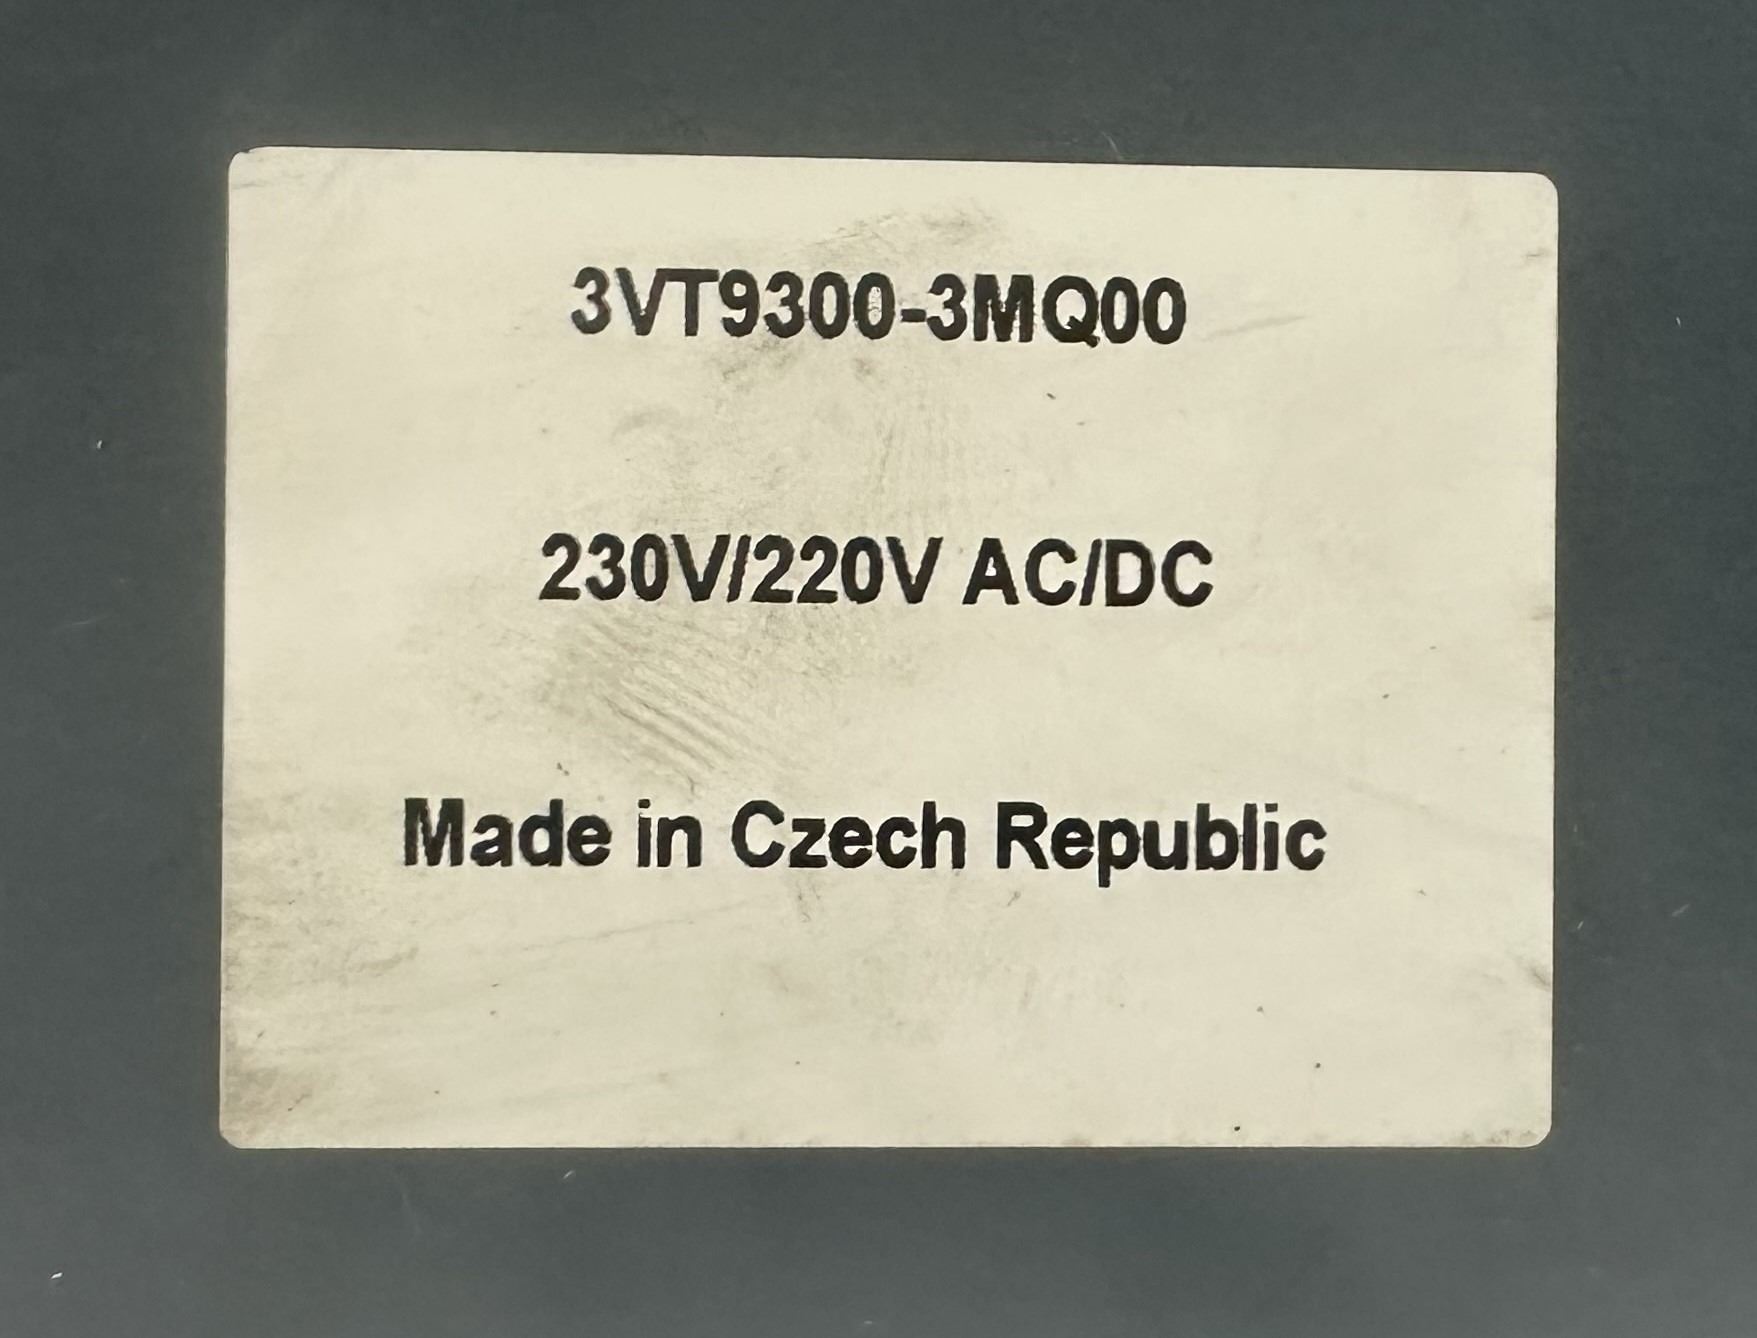 3VT9300-3MQ00
230V/220V AC/DC
Made in Czech Republic